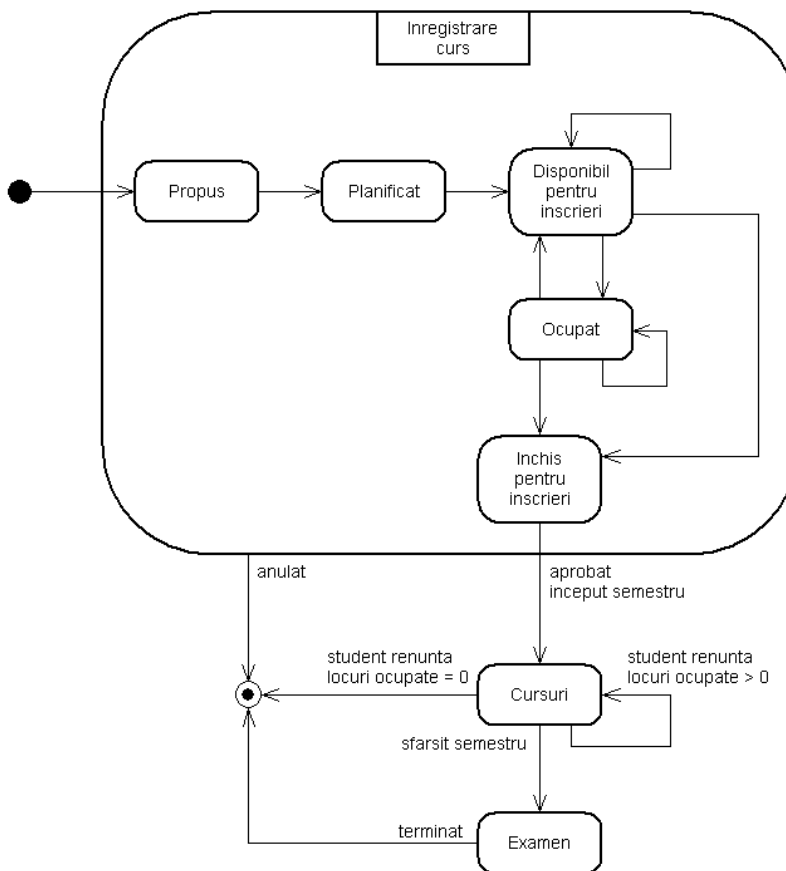 Inregistrare
curs
Propus
Planificat
Disponibil
pentru
inscrieri
Ocupat
Inchis
pentru
inscrieri
anulat
aprobat
inceput semestru
student renunta
locuri ocupate = 0
student renunta
locuri ocupate > 0
Cursuri
sfarsit semestru
terminat
Examen